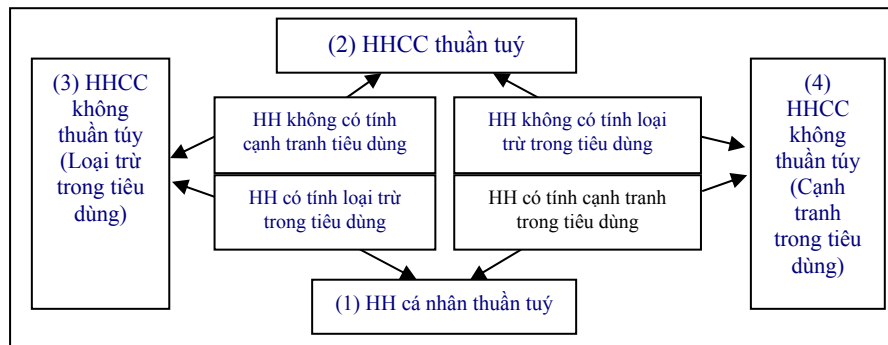 (2) HHCC thuần tuý
(3) HHCC
không
thuần túy
(Loại trừ
trong tiêu
dùng)
HH không có tính
cạnh tranh tiêu dùng
HH không có tính loại
trừ trong tiêu dùng
(4)
HHCC
không
thuần túy
(Cạnh
tranh
trong tiêu
dùng)
HH có tính loại trừ
trong tiêu dùng
HH có tính cạnh tranh
trong tiêu dùng
(1) HH cá nhân thuần tuý